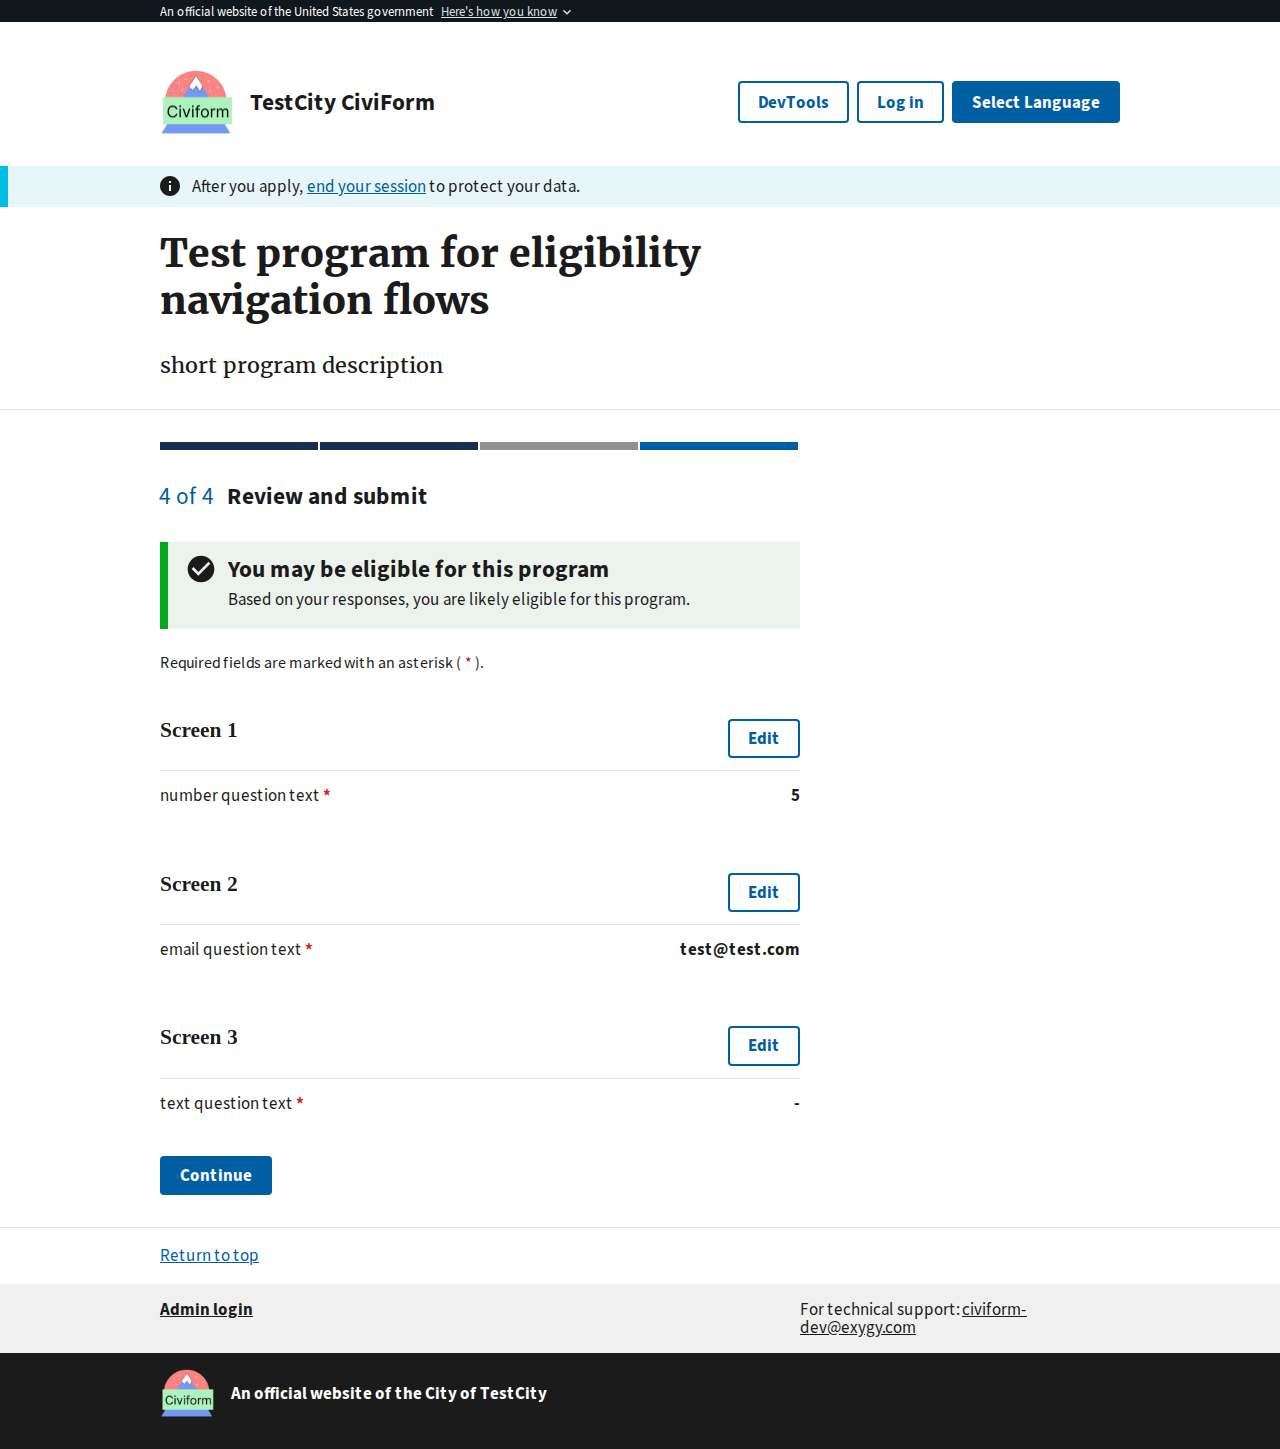 An official website of the United States government Here's how you know
Civiform
TestCity CiviForm
DevTools
Log in
Select Language
After you apply, end your session to protect your data.
Test program for eligibility
navigation flows
short program description
4 of 4 Review and submit
You may be eligible for this program
Based on your responses, you are likely eligible for this program.
Required fields are marked with an asterisk ( * ).
Screen 1
Edit
number question text *
5
Screen 2
Edit
email question text *
test@test.com
Screen 3
Edit
text question text *
-
Continue
Return to top
Admin login
For technical support: civiform-
dev@exygy.com
Civiform
An official website of the City of TestCity